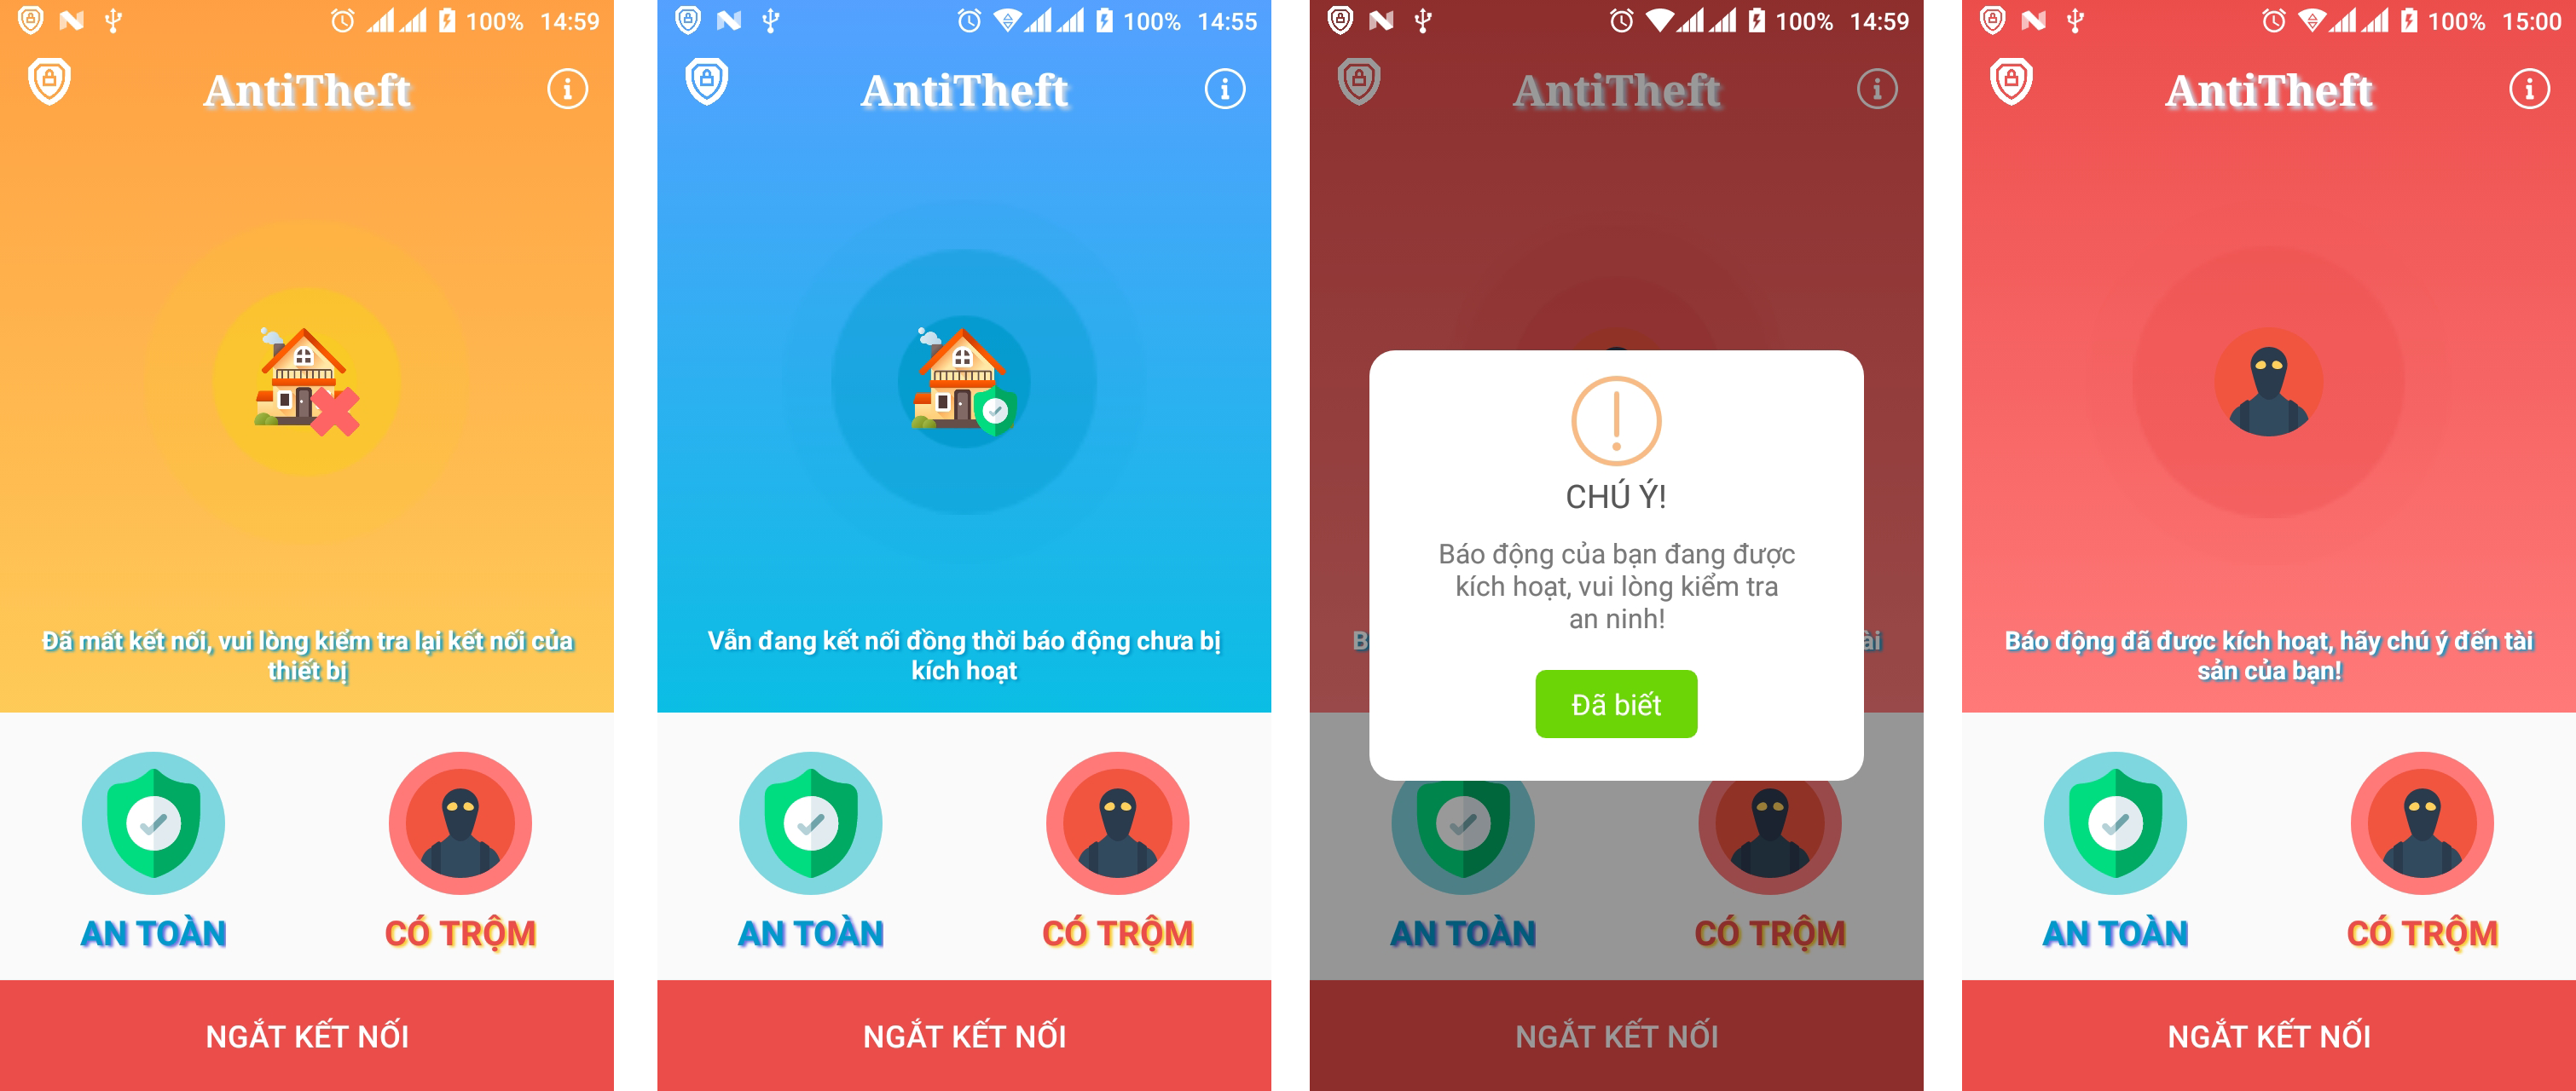 100% 14:59
AntiTheft
Đã mất kết nối, vui lòng kiểm tra lại kết nối của
thiết bị
AN TOÀN
CÓ TRỘM
NGẮT KẾT NỐI
100% 14:55
AntiTheft
Vẫn đang kết nối đồng thời báo động chưa bị
kích hoạt
AN TOÀN
CÓ TRỘM
NGẮT KẾT NỐI
100% 14:59
AntiTheft
CHÚ Ý!
Báo động của bạn đang được
kích hoạt, vui lòng kiểm tra
an ninh!
Đã biết
AN TOÀN
CÓ TRỘM
NGẮT KẾT NỐI
100% 15:00
AntiTheft
Báo động đã được kích hoạt, hãy chú ý đến tài
sản của bạn!
AN TOÀN
CÓ TRỘM
NGẮT KẾT NỐI